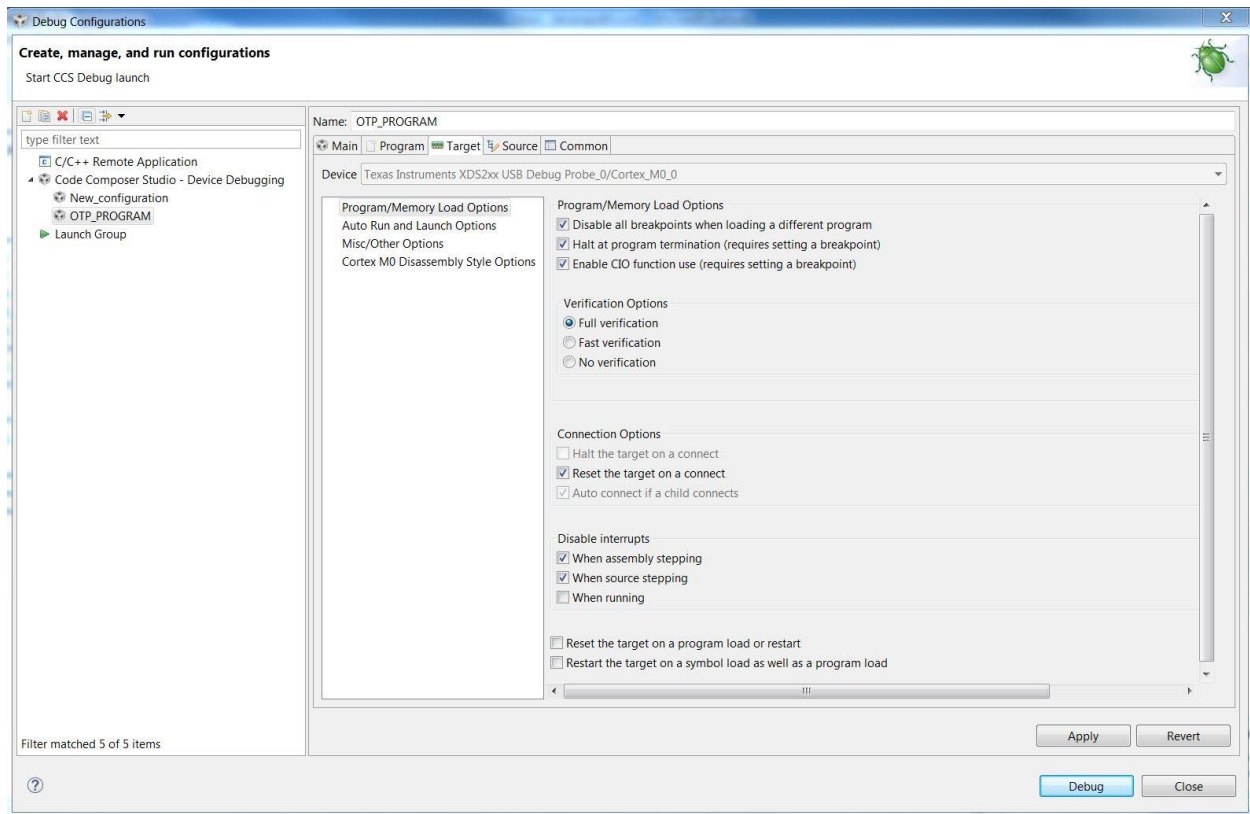 Debug Configurations
Create, manage, and run configurations
Start CCS Debug launch
type filter text
C/C++ Remote Application
Code Composer Studio - Device Debugging
New_configuration
OTP_PROGRAM
Launch Group
Filter matched 5 of 5 items
Name: OTP_PROGRAM
Main Program Target Source Common
Device Texas Instruments XDS2xx USB Debug Probe_0/Cortex_M0_0
Program/Memory Load Options
Auto Run and Launch Options
Misc/Other Options
Cortex M0 Disassembly Style Options
Program/Memory Load Options
Disable all breakpoints when loading a different program
Halt at program termination (requires setting a breakpoint)
Enable CIO function use (requires setting a breakpoint)
Verification Options
Full verification
Fast verification
No verification
Connection Options
Halt the target on a connect
Reset the target on a connect
Auto connect if a child connects
Disable interrupts
When assembly stepping
When source stepping
When running
Reset the target on a program load or restart
Restart the target on a symbol load as well as a program load
Apply Revert
Debug Close